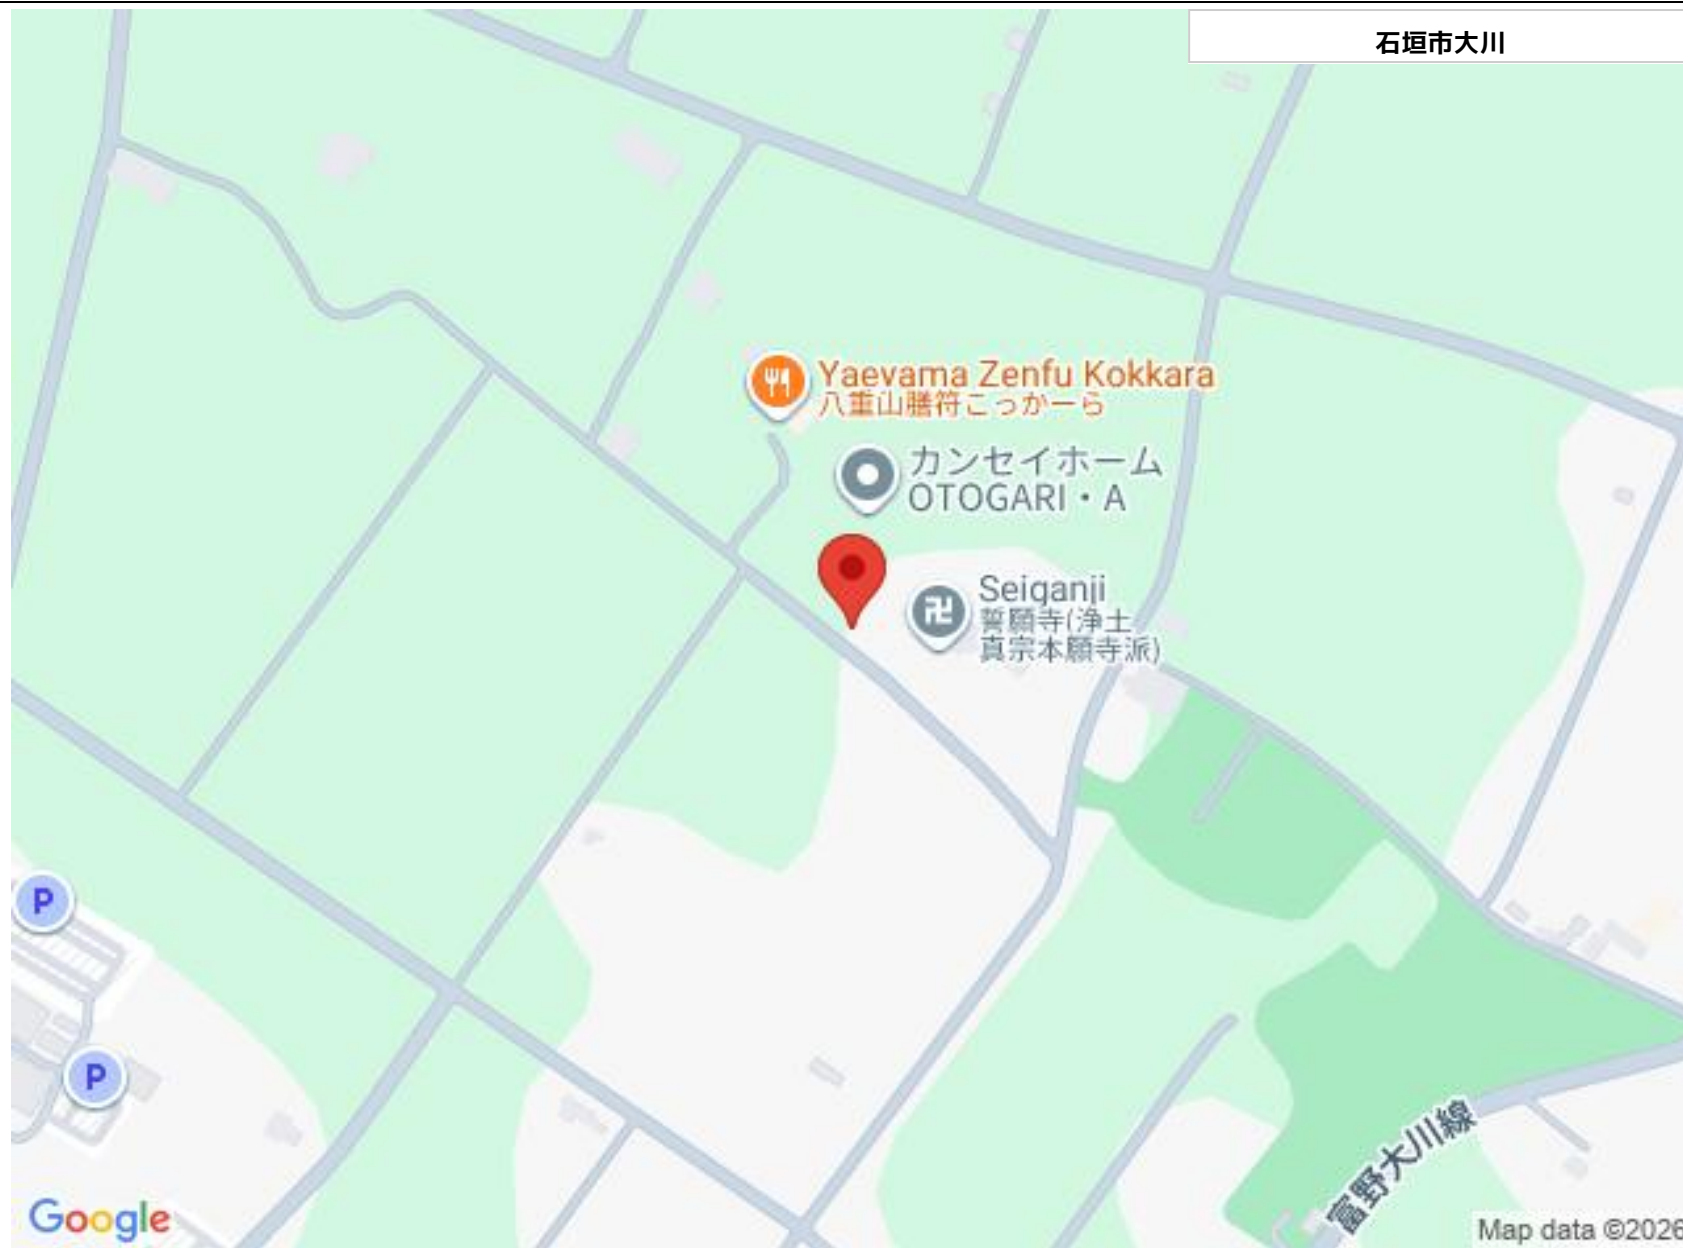 石垣市大川
Yaeyama Zenfu Kokkara
八重山膳符こっかーら
カンセイホーム
OTOGARI・A
Seiganji
誓願寺(浄土
真宗本願寺派)
P
P
富野大川線
Google
Map data ©2026